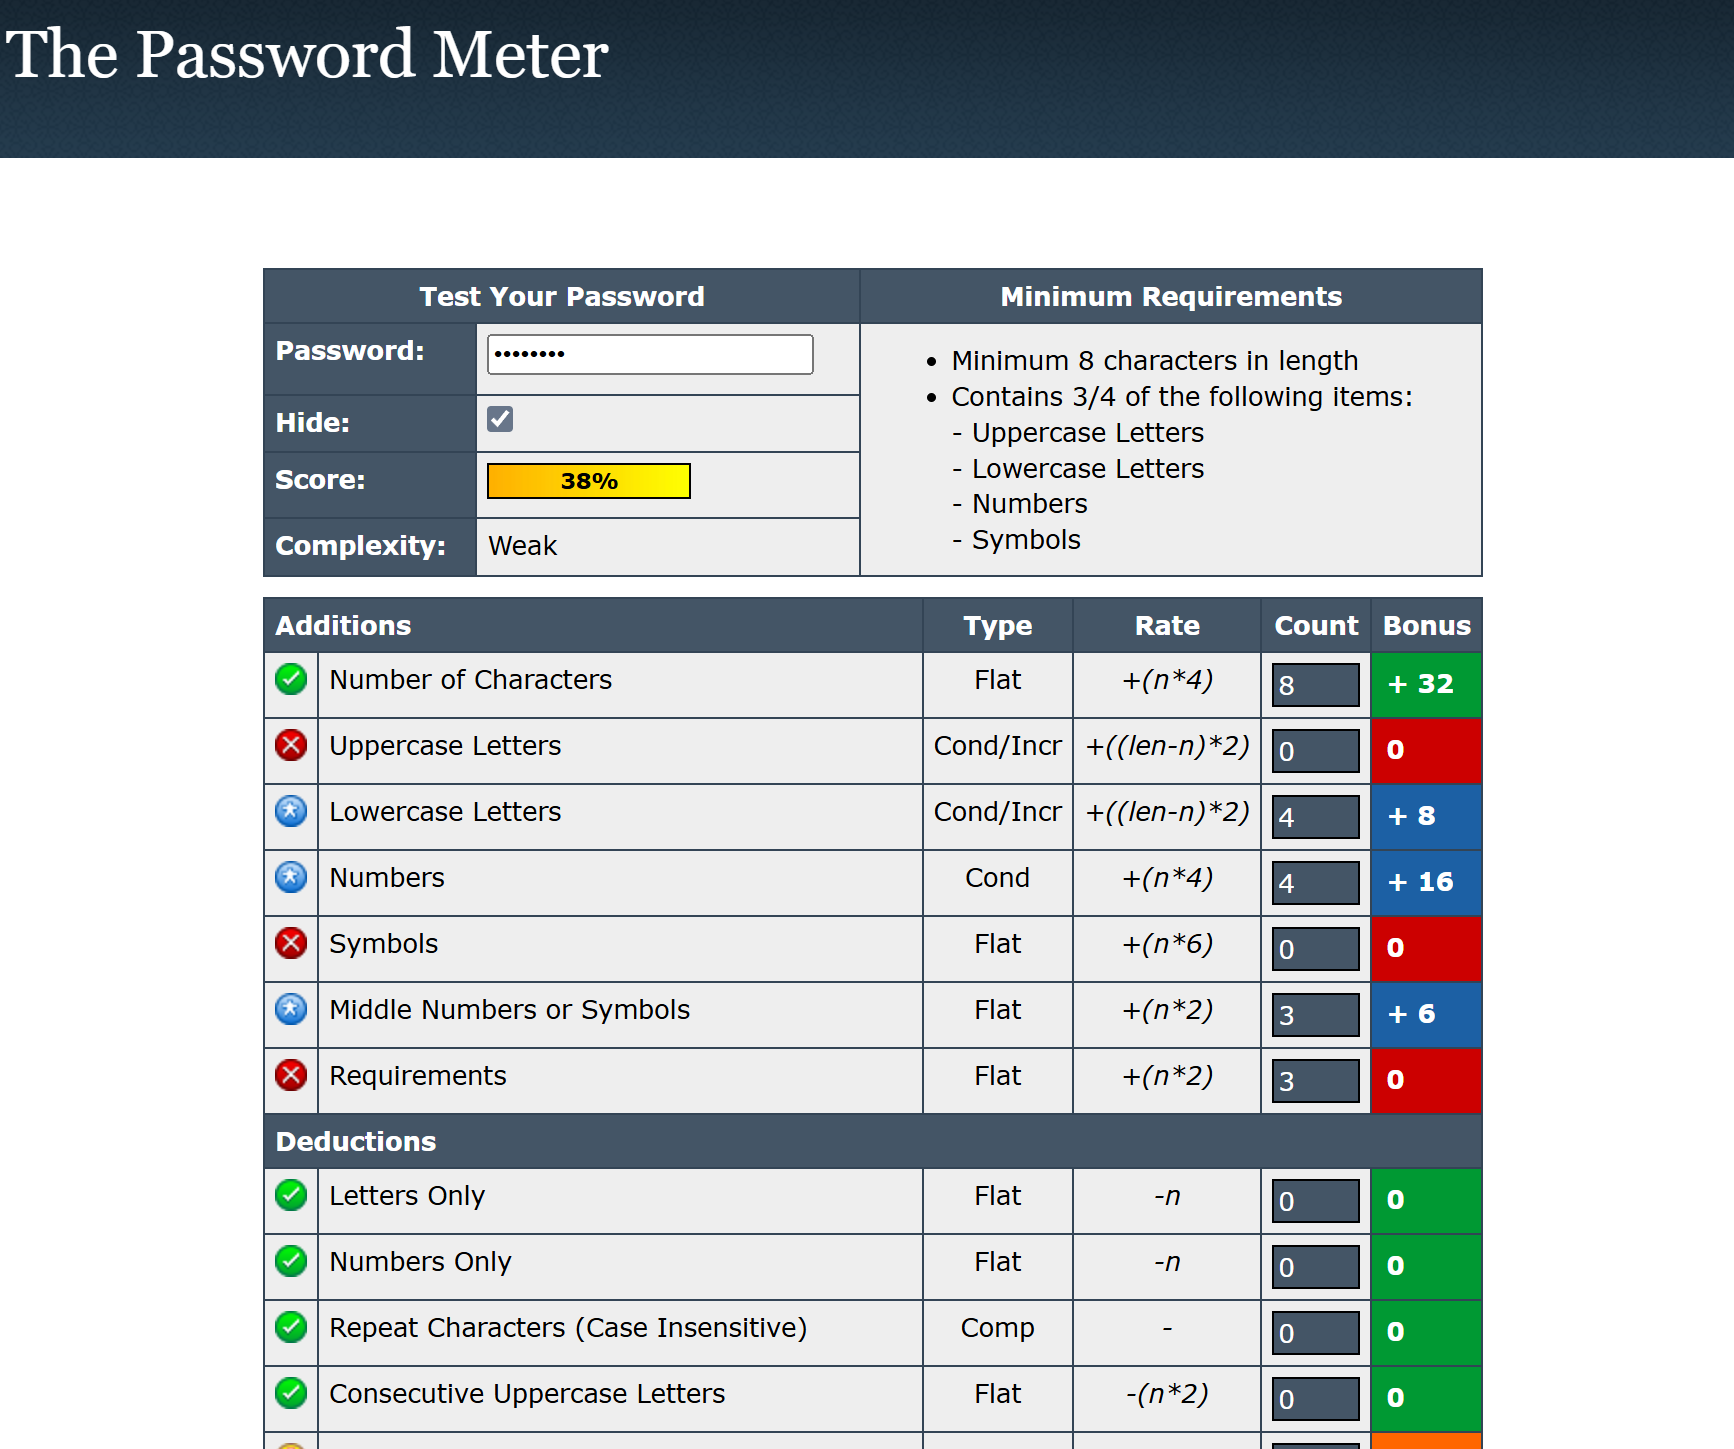 The Password Meter
Test Your Password
Minimum Requirements
Password:
••••••••
Hide:
Score:
38%
Complexity:
Weak
• Minimum 8 characters in length
• Contains 3/4 of the following items:
- Uppercase Letters
- Lowercase Letters
- Numbers
- Symbols
Additions Type Rate Count Bonus
Number of Characters Flat +(n*4) 8 + 32
Uppercase Letters Cond/Incr +((len-n)*2) 0 0
Lowercase Letters Cond/Incr +((len-n)*2) 4 + 8
Numbers Cond +(n*4) 4 + 16
Symbols Flat +(n*6) 0 0
Middle Numbers or Symbols Flat +(n*2) 3 + 6
Requirements Flat +(n*2) 3 0
Deductions
Letters Only Flat -n 0 0
Numbers Only Flat -n 0 0
Repeat Characters (Case Insensitive) Comp - 0 0
Consecutive Uppercase Letters Flat -(n*2) 0 0